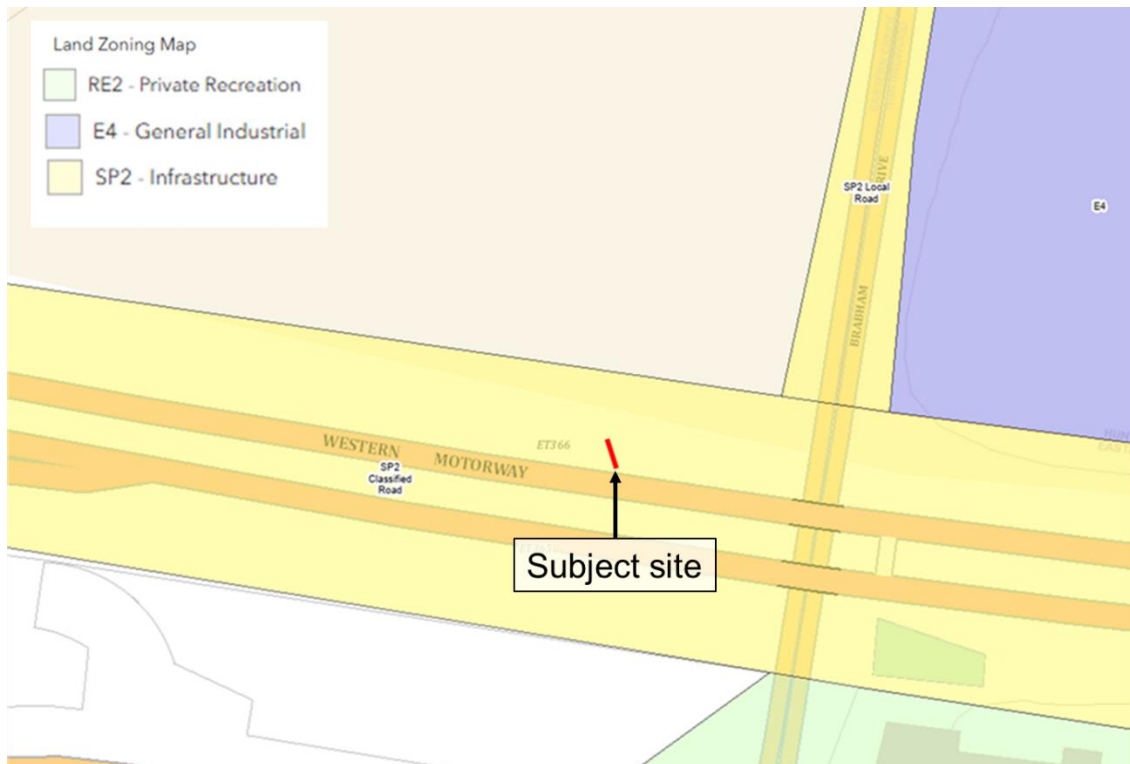 Land Zoning Map
RE2 - Private Recreation
E4 - General Industrial
SP2 - Infrastructure
DRIVE
SP2 Local
Road
E4
BRABHAM
ET366
WESTERN
MOTORWAY
SP2
Classified
Road
Subject site